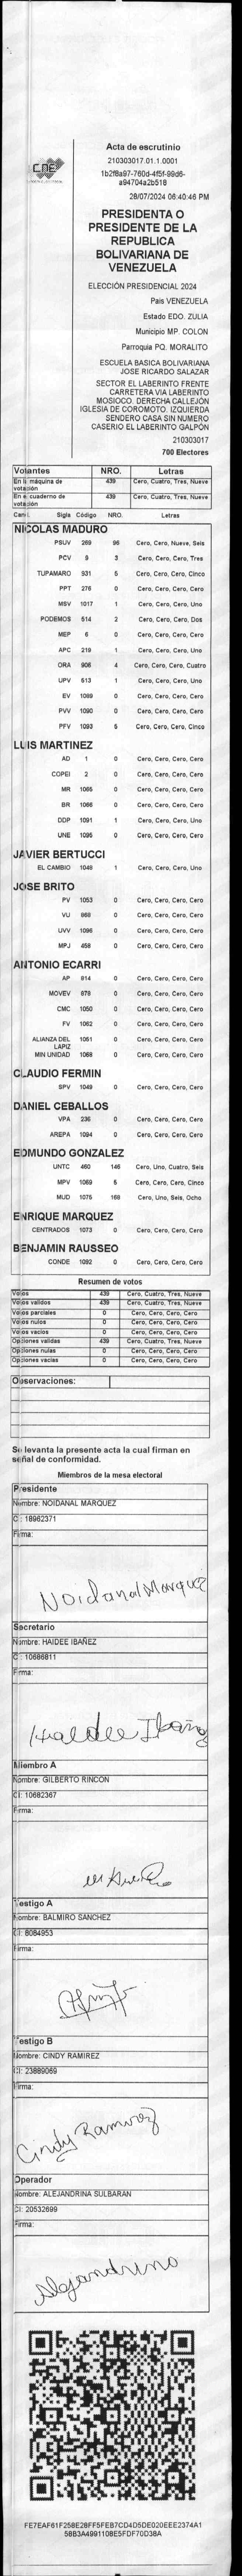 CNE
Acta de escrutinio
210303017.01.1.0001
1b2f8a97-760d-4f5f-99d6-
a94704a2b518
28/07/2024 06:40:46 PM
PRESIDENTA O
PRESIDENTE DE LA
REPUBLICA
BOLIVARIANA DE
VENEZUELA
ELECCIÓN PRESIDENCIAL 2024
Pais VENEZUELA
Estado EDO. ZULIA
Municipio MP. COLON
Parroquia PQ. MORALITO
ESCUELA BASICA BOLIVARIANA
JOSE RICARDO SALAZAR
SECTOR EL LABERINTO FRENTE
CARRETERA VIA LABERINTO
MOSIOCO. DERECHA CALLEJÓN
IGLESIA DE COROMOTO. IZQUIERDA
SENDERO CASA SIN NUMERO
CASERIO EL LABERINTO GALPÓN
210303017
700 Electores
Votantes NRO. Letras
En la máquina de votación 439 Cero, Cuatro, Tres, Nueve
En el cuaderno de votación 439 Cero, Cuatro, Tres, Nueve
Cand. Sigla Código NRO. Letras
NICOLAS MADURO
PSUV 269 96 Cero, Cero, Nueve, Seis
PCV 9 3 Cero, Cero, Cero, Tres
TUPAMARO 931 5 Cero, Cero, Cero, Cinco
PPT 276 0 Cero, Cero, Cero, Cero
MSV 1017 1 Cero, Cero, Cero, Uno
PODEMOS 514 2 Cero, Cero, Cero, Dos
MEP 6 0 Cero, Cero, Cero, Cero
APC 219 1 Cero, Cero, Cero, Uno
ORA 906 4 Cero, Cero, Cero, Cuatro
UPV 513 1 Cero, Cero, Cero, Uno
EV 1089 0 Cero, Cero, Cero, Cero
PVV 1090 0 Cero, Cero, Cero, Cero
PFV 1093 5 Cero, Cero, Cero, Cinco
LUIS MARTINEZ
AD 1 0 Cero, Cero, Cero, Cero
COPEI 2 0 Cero, Cero, Cero, Cero
MR 1065 0 Cero, Cero, Cero, Cero
BR 1066 0 Cero, Cero, Cero, Cero
DDP 1091 1 Cero, Cero, Cero, Uno
UNE 1095 0 Cero, Cero, Cero, Cero
JAVIER BERTUCCI
EL CAMBIO 1048 1 Cero, Cero, Cero, Uno
JOSE BRITO
PV 1053 0 Cero, Cero, Cero, Cero
VU 968 0 Cero, Cero, Cero, Cero
UVV 1096 0 Cero, Cero, Cero, Cero
MPJ 458 0 Cero, Cero, Cero, Cero
ANTONIO ECARRI
AP 914 0 Cero, Cero, Cero, Cero
MOVEV 979 0 Cero, Cero, Cero, Cero
CMC 1050 0 Cero, Cero, Cero, Cero
FV 1062 0 Cero, Cero, Cero, Cero
ALIANZA DEL LAPIZ 1051 0 Cero, Cero, Cero, Cero
MIN UNIDAD 1068 0 Cero, Cero, Cero, Cero
CLAUDIO FERMIN
SPV 1049 0 Cero, Cero, Cero, Cero
DANIEL CEBALLOS
VPA 236 0 Cero, Cero, Cero, Cero
AREPA 1094 0 Cero, Cero, Cero, Cero
EDMUNDO GONZALEZ
UNTC 460 146 Cero, Uno, Cuatro, Seis
MPV 1069 5 Cero, Cero, Cero, Cinco
MUD 1075 168 Cero, Uno, Seis, Ocho
ENRIQUE MARQUEZ
CENTRADOS 1073 0 Cero, Cero, Cero, Cero
BENJAMIN RAUSSEO
CONDE 1092 0 Cero, Cero, Cero, Cero
Resumen de votos
Votos 439 Cero, Cuatro, Tres, Nueve
Votos validos 439 Cero, Cuatro, Tres, Nueve
Votos parciales 0 Cero, Cero, Cero, Cero
Votos nulos 0 Cero, Cero, Cero, Cero
Votos vacios 0 Cero, Cero, Cero, Cero
Opciones validas 439 Cero, Cuatro, Tres, Nueve
Opciones nulas 0 Cero, Cero, Cero, Cero
Opciones vacias 0 Cero, Cero, Cero, Cero
Observaciones:
Se levanta la presente acta la cual firman en
señal de conformidad.
Miembros de la mesa electoral
Presidente
Nombre: NOIDANAL MARQUEZ
CI: 18962371
Firma:
Noidanal Marquez
Secretario
Nombre: HAIDEE IBAÑEZ
CI: 10686811
Firma:
Haidee Ibañez
Miembro A
Nombre: GILBERTO RINCON
CI: 10682367
Firma:
Testigo A
Nombre: BALMIRO SANCHEZ
CI: 8084953
Firma:
Testigo B
Nombre: CINDY RAMIREZ
CI: 23889069
Firma:
Cindy Ramirez
Operador
Nombre: ALEJANDRINA SULBARAN
CI: 20532699
Firma:
Alejandrina
FE7EAF61F258E28FF5FEB7CD4D5DE020EEE2374A1
58B3A4991108E5FDF70D38A